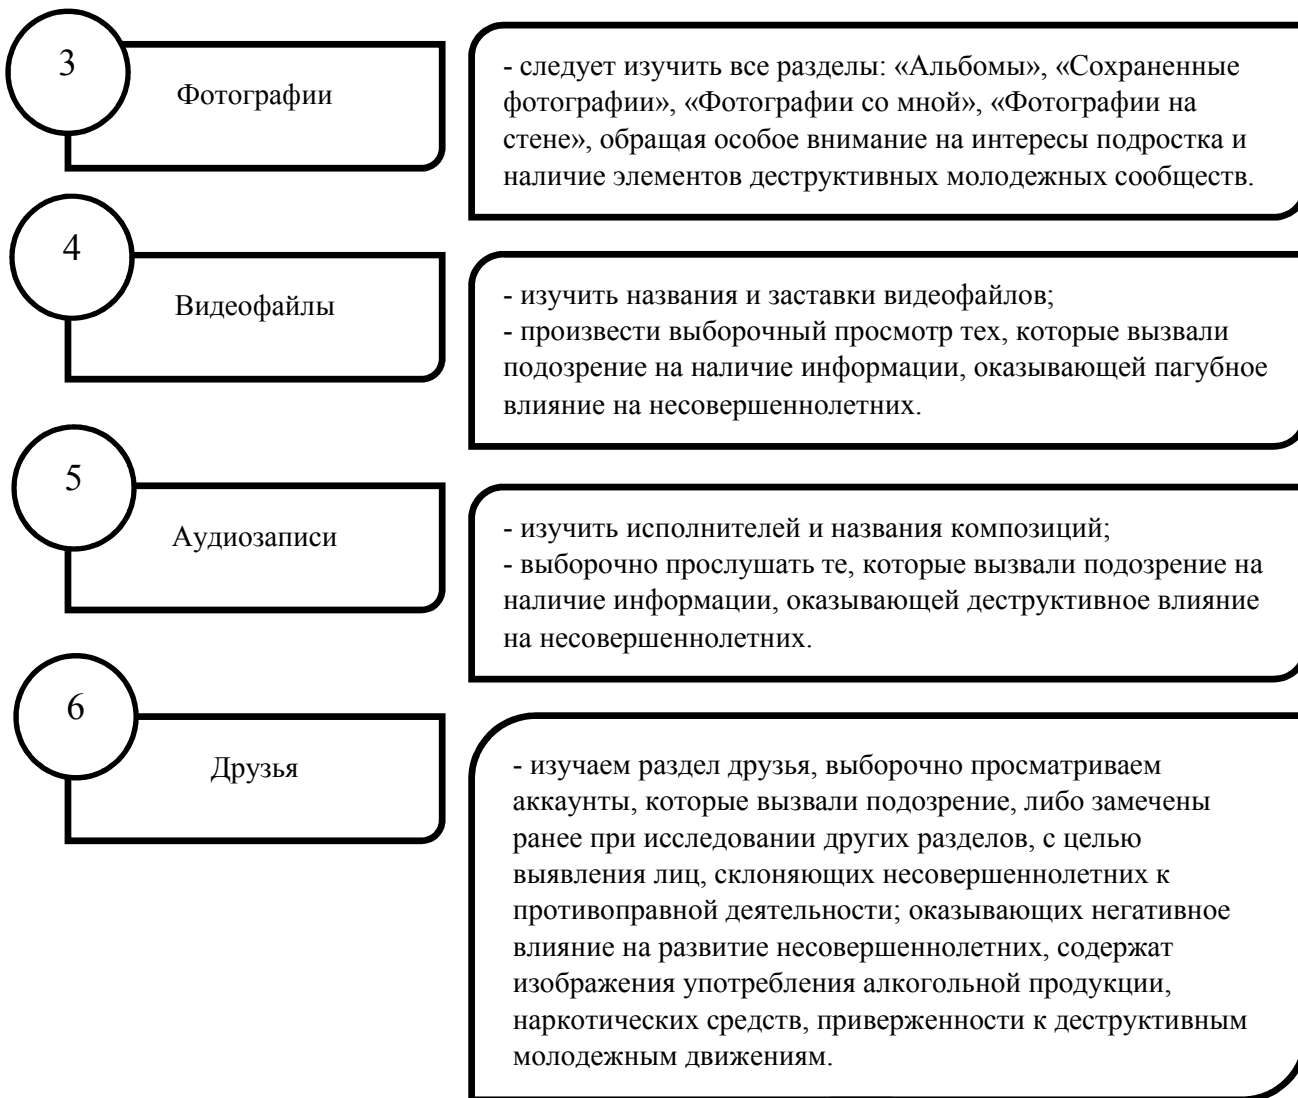 3
Фотографии
- следует изучить все разделы: «Альбомы», «Сохраненные
фотографии», «Фотографии со мной», «Фотографии на
стене», обращая особое внимание на интересы подростка и
наличие элементов деструктивных молодежных сообществ.
4
Видеофайлы
- изучить названия и заставки видеофайлов;
- произвести выборочный просмотр тех, которые вызвали
подозрение на наличие информации, оказывающей пагубное
влияние на несовершеннолетних.
5
Аудиозаписи
- изучить исполнителей и названия композиций;
- выборочно прослушать те, которые вызвали подозрение на
наличие информации, оказывающей деструктивное влияние
на несовершеннолетних.
6
Друзья
- изучаем раздел друзья, выборочно просматриваем
аккаунты, которые вызвали подозрение, либо замечены
ранее при исследовании других разделов, с целью
выявления лиц, склоняющих несовершеннолетних к
противоправной деятельности; оказывающих негативное
влияние на развитие несовершеннолетних, содержат
изображения употребления алкогольной продукции,
наркотических средств, приверженности к деструктивным
молодежным движениям.